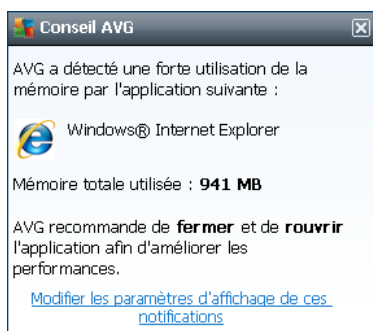 Conseil AVG
AVG a détecté une forte utilisation de la
mémoire par l'application suivante :
Windows® Internet Explorer
Mémoire totale utilisée : 941 MB
AVG recommande de fermer et de rouvrir
l'application afin d'améliorer les
performances.
Modifier les paramètres d'affichage de ces
notifications